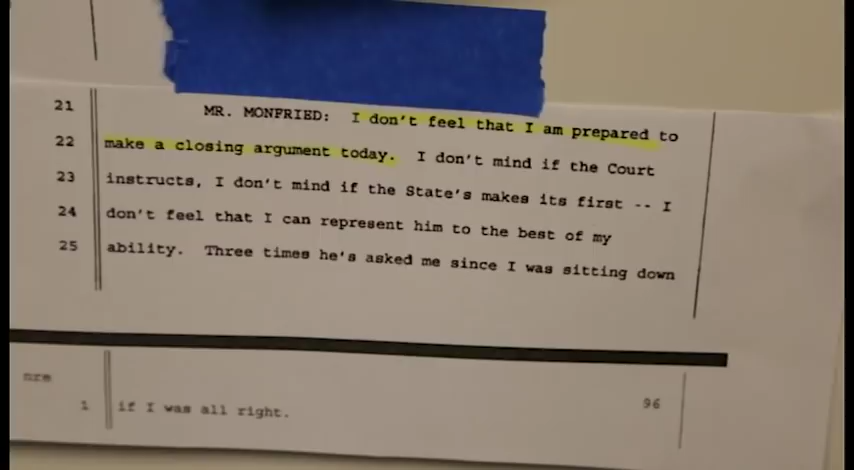 21 MR. MONFRIED: I don't feel that I am prepared to
22 make a closing argument today. I don't mind if the Court
23 instructs, I don't mind if the State's makes its first -- I
24 don't feel that I can represent him to the best of my
25 ability. Three times he's asked me since I was sitting down
nrm
96
1 if I was all right.